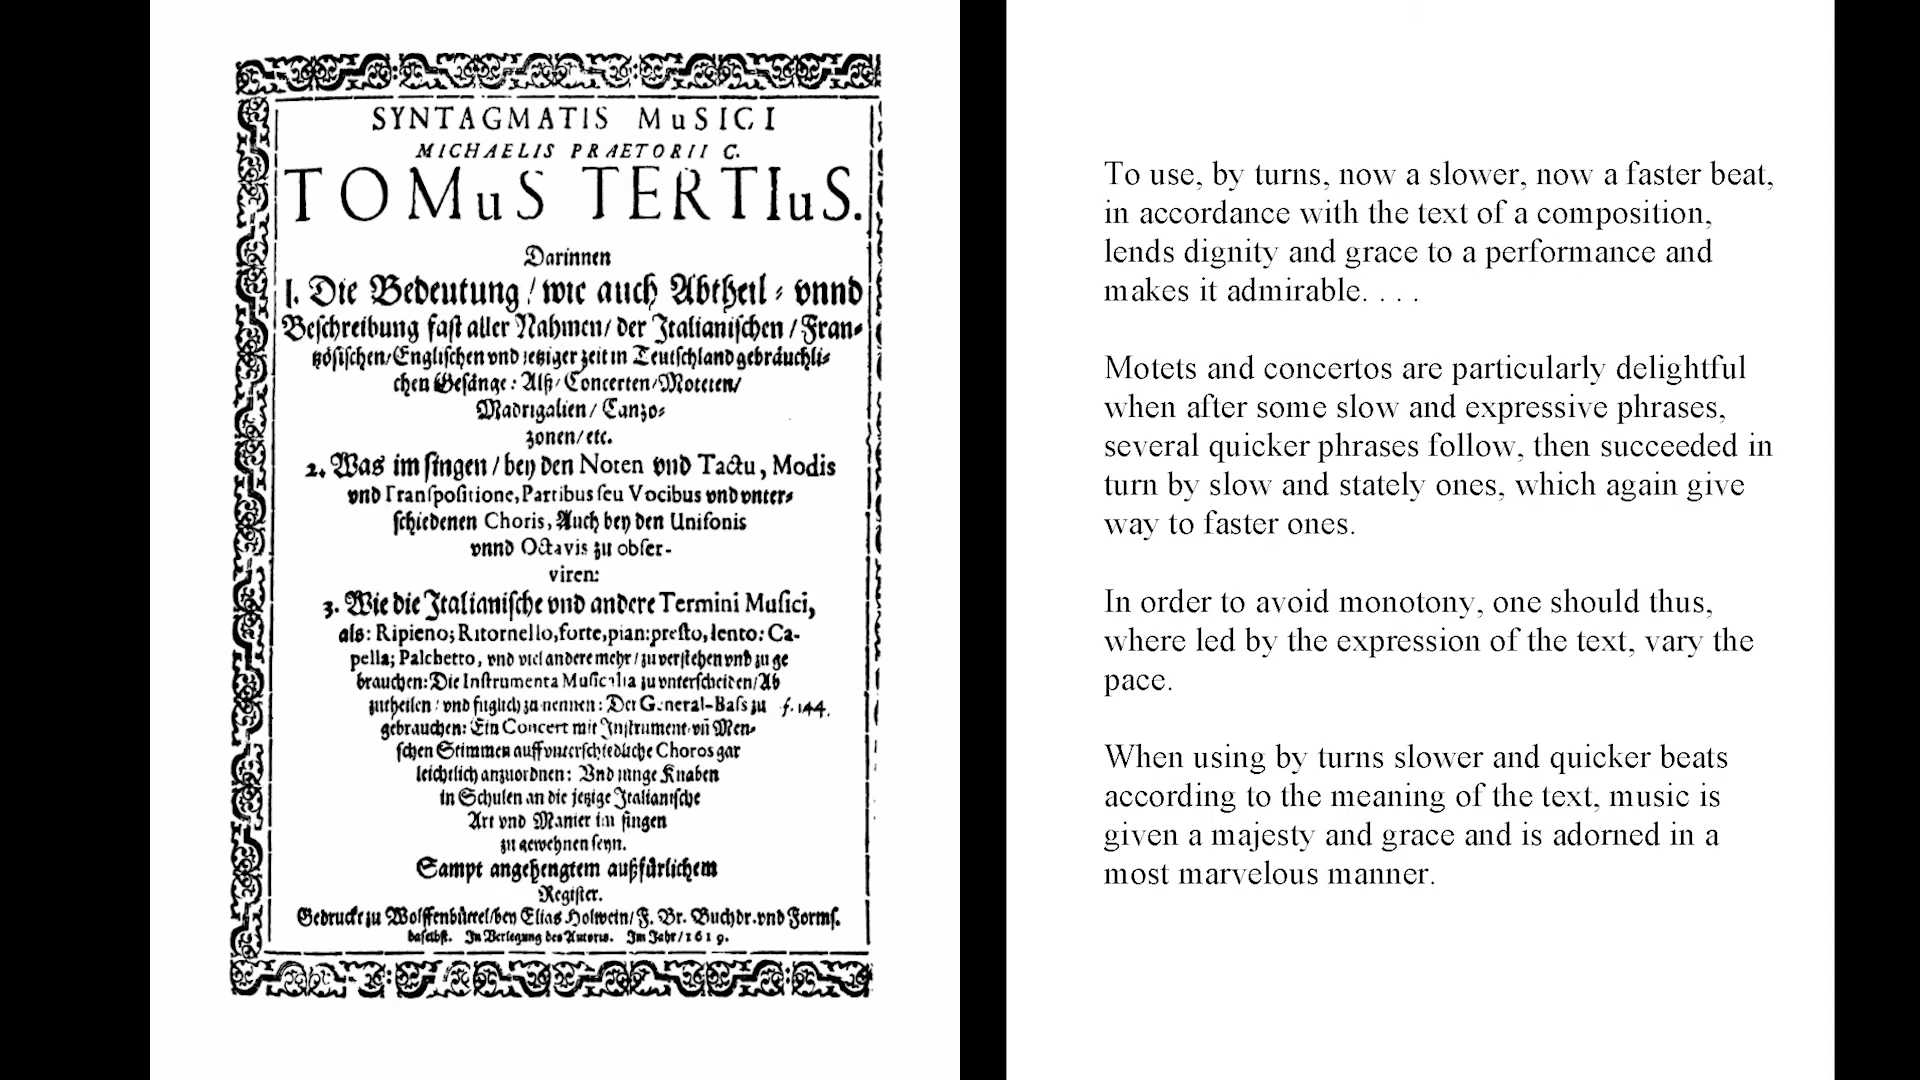 SYNTAGMATIS MuSICI
MICHAELIS PRAETORII C.
TOMuS TERTIuS.
Darinnen
1. Die Bedeutung / wie auch Abtheil⸗ vnnd
Beschreibung fast aller Nahmen/ der Italianischen / Fran⸗
tzösischen/Englischen vnd jetziger zeit in Teutschland gebräuchli⸗
chen Gesänge: Alß/ Concerten/Moteten/
Madrigalien/ Canzo⸗
zonen/ etc.
2. Was im singen / bey den Noten vnd Tactu, Modis
vnd Transpositione, Partibus seu Vocibus vnd vnter⸗
schiedenen Choris, Auch bey den Unisonis
vnnd Octavis zu obser-
viren:
3. Wie die Italianische vnd andere Termini Musici,
als: Ripieno; Ritornello, forte, pian: presto, lento: Ca-
pella; Palchetto, vnd viel andere mehr / zu verstehen vnd zu ge
brauchen: Die Instrumenta Musicalia zu vnterscheiden/ Ab
zutheilen / vnd füglich zu nennen: Der General-Bass zu f. 144.
gebrauchen: Ein Concert mit Instrument⸗ vñ Men⸗
schen Stimmen auff vnterschiedliche Choros gar
leichtlich anzuordnen: Vnd junge Knaben
in Schulen an die jetzige Italianische
Art vnd Manier im singen
zu gewehnen seyn.
Sampt angehengtem außfürlichem
Register.
Gedruckt zu Wolffenbüttel/bey Elias Holwein/ F. Br. Buchdr. vnd Formſ.
daselbst. In Verlegung des Autoris. Im Jahr/ 1619.
To use, by turns, now a slower, now a faster beat,
in accordance with the text of a composition,
lends dignity and grace to a performance and
makes it admirable. . . .
Motets and concertos are particularly delightful
when after some slow and expressive phrases,
several quicker phrases follow, then succeeded in
turn by slow and stately ones, which again give
way to faster ones.
In order to avoid monotony, one should thus,
where led by the expression of the text, vary the
pace.
When using by turns slower and quicker beats
according to the meaning of the text, music is
given a majesty and grace and is adorned in a
most marvelous manner.